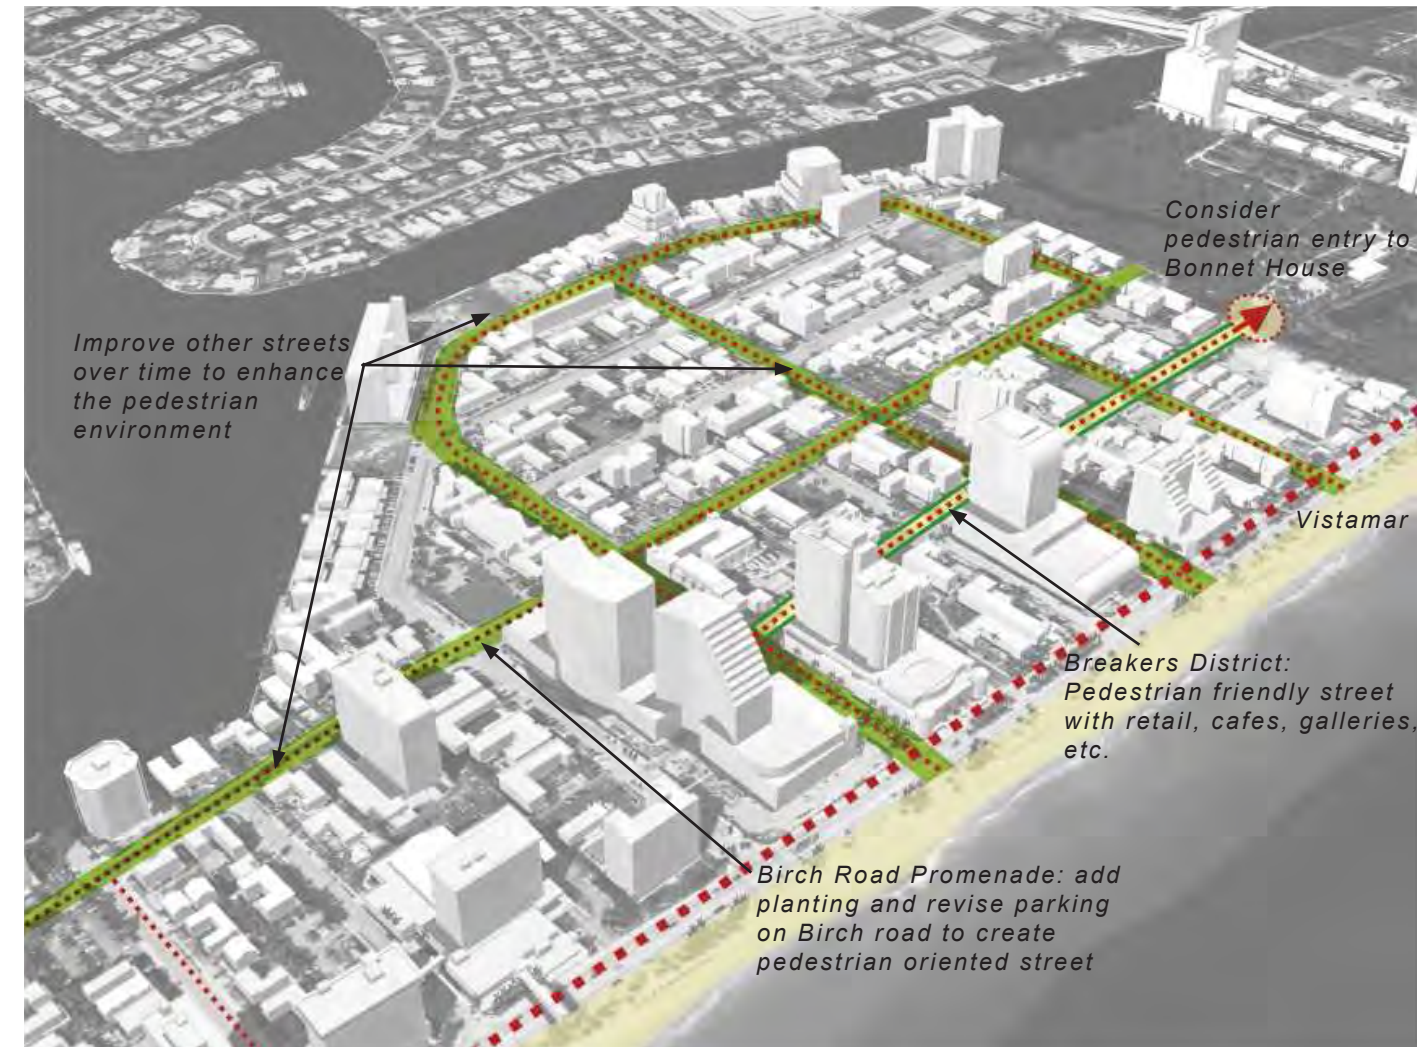 Consider
pedestrian entry to
Bonnet House
Improve other streets
over time to enhance
the pedestrian
environment
Vistamar
Breakers District:
Pedestrian friendly street
with retail, cafes, galleries,
etc.
Birch Road Promenade: add
planting and revise parking
on Birch road to create
pedestrian oriented street